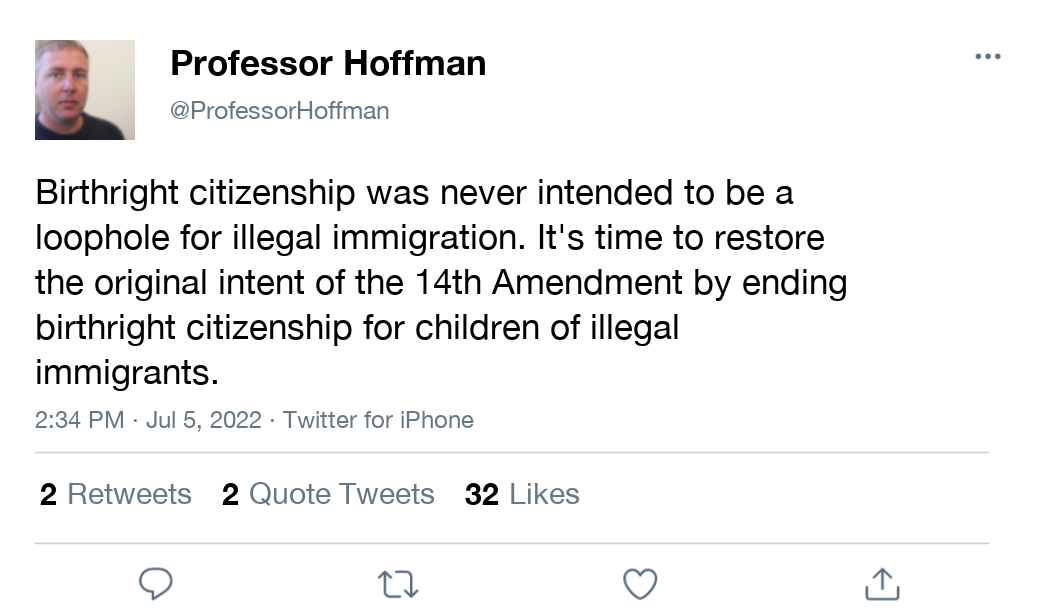 Professor Hoffman
@ProfessorHoffman
Birthright citizenship was never intended to be a
loophole for illegal immigration. It's time to restore
the original intent of the 14th Amendment by ending
birthright citizenship for children of illegal
immigrants.
2:34 PM · Jul 5, 2022 · Twitter for iPhone
2 Retweets 2 Quote Tweets 32 Likes